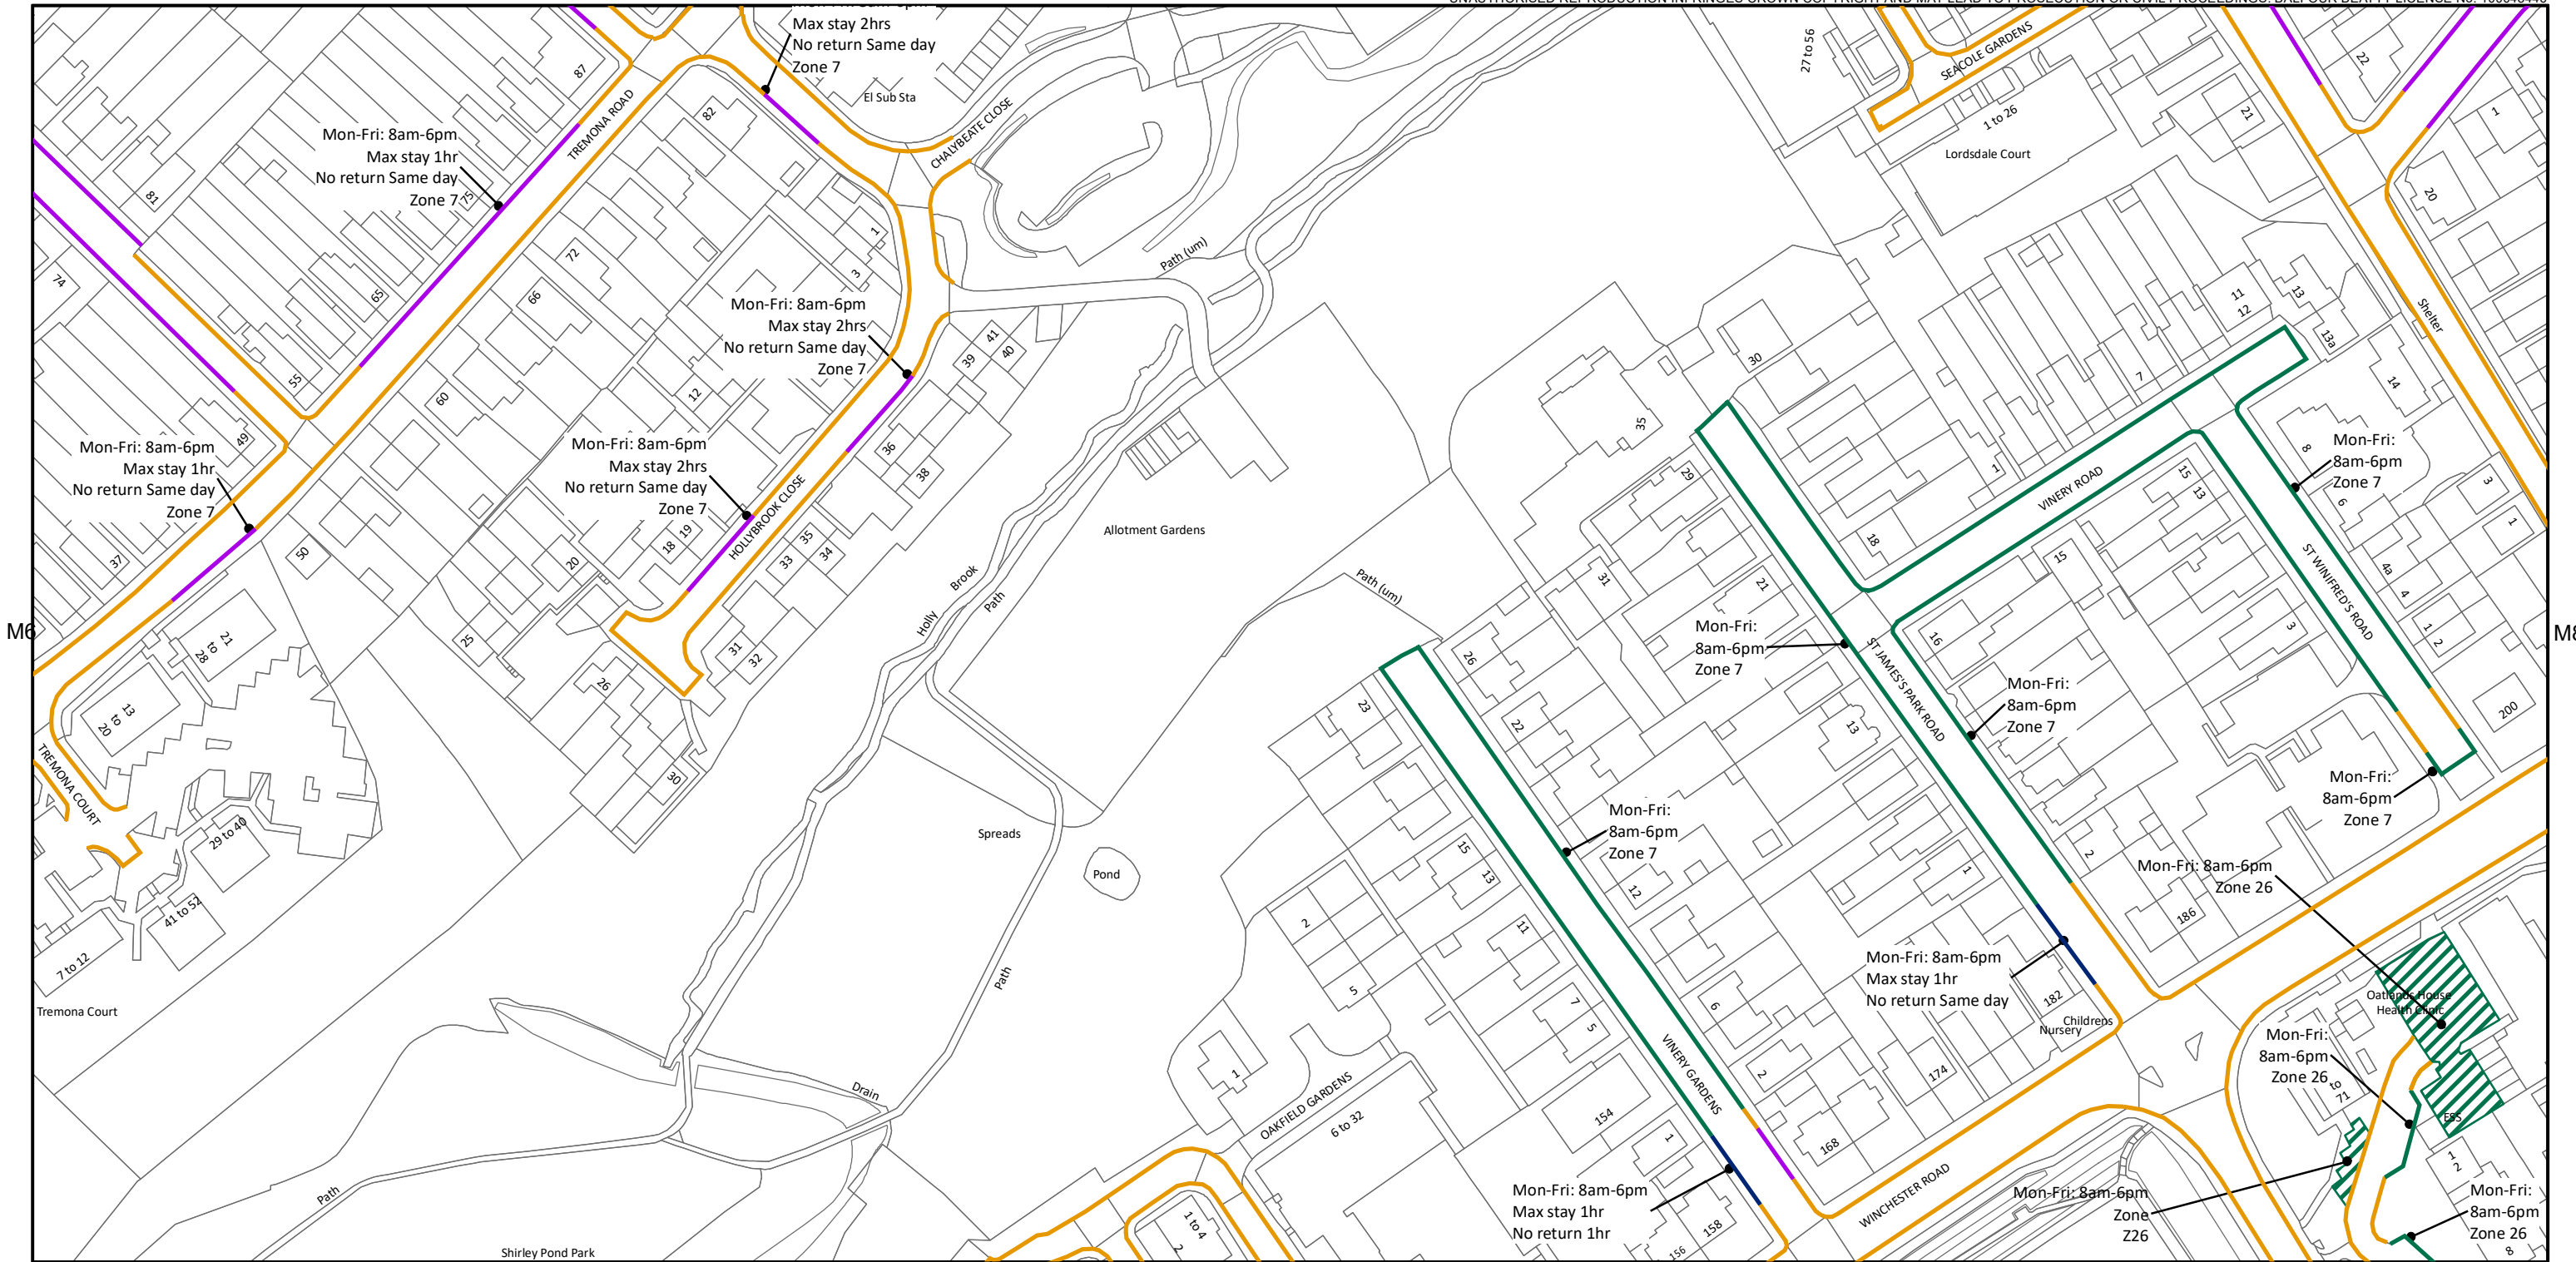 Max stay 2hrs
No return Same day
Zone 7
El Sub Sta
CHALYBEATE CLOSE
TREMONA ROAD
87
82
Mon-Fri: 8am-6pm
Max stay 1hr
No return Same day
Zone 7
75
81
74
72
66
65
60
55
49
1
3
12
Mon-Fri: 8am-6pm
Max stay 2hrs
No return Same day
Zone 7
41
39
40
36
38
Mon-Fri: 8am-6pm
Max stay 1hr
No return Same day
Zone 7
Mon-Fri: 8am-6pm
Max stay 2hrs
No return Same day
Zone 7
HOLLYBROOK CLOSE
19
18
35
33
34
20
50
37
25
31
32
26
30
M6
21
to
28
13
to
20
TREMONA COURT
29 to 40
41 to 52
7 to 12
Tremona Court
Path (um)
Allotment Gardens
Holly
Brook
Path
Path (um)
Spreads
Pond
Path
Drain
Path
Shirley Pond Park
27 to 56
SEACOLE GARDENS
1 to 26
Lordsdale Court
21
22
1
20
Shelter
11
12
13
13a
14
7
30
35
29
1
18
VINERY ROAD
15
13
8
6
Mon-Fri:
8am-6pm
Zone 7
3
1
4a
4
1
2
ST WINIFRED'S ROAD
200
3
15
16
31
21
26
22
23
Mon-Fri:
8am-6pm
Zone 7
ST JAMES'S PARK ROAD
13
Mon-Fri:
8am-6pm
Zone 7
Mon-Fri:
8am-6pm
Zone 7
M8
Mon-Fri:
8am-6pm
Zone 7
12
15
13
11
2
5
7
5
6
2
1
2
186
Mon-Fri: 8am-6pm
Zone 26
Mon-Fri: 8am-6pm
Max stay 1hr
No return Same day
182
Childrens
Nursery
174
168
VINERY GARDENS
154
1
158
156
1
OAKFIELD GARDENS
6 to 32
1 to 4
2
Mon-Fri: 8am-6pm
Max stay 1hr
No return 1hr
WINCHESTER ROAD
Oatlands House
Health Clinic
Mon-Fri:
8am-6pm
Zone 26
71
ESS
1
2
Mon-Fri: 8am-6pm
Zone
Z26
Mon-Fri:
8am-6pm
Zone 26
8